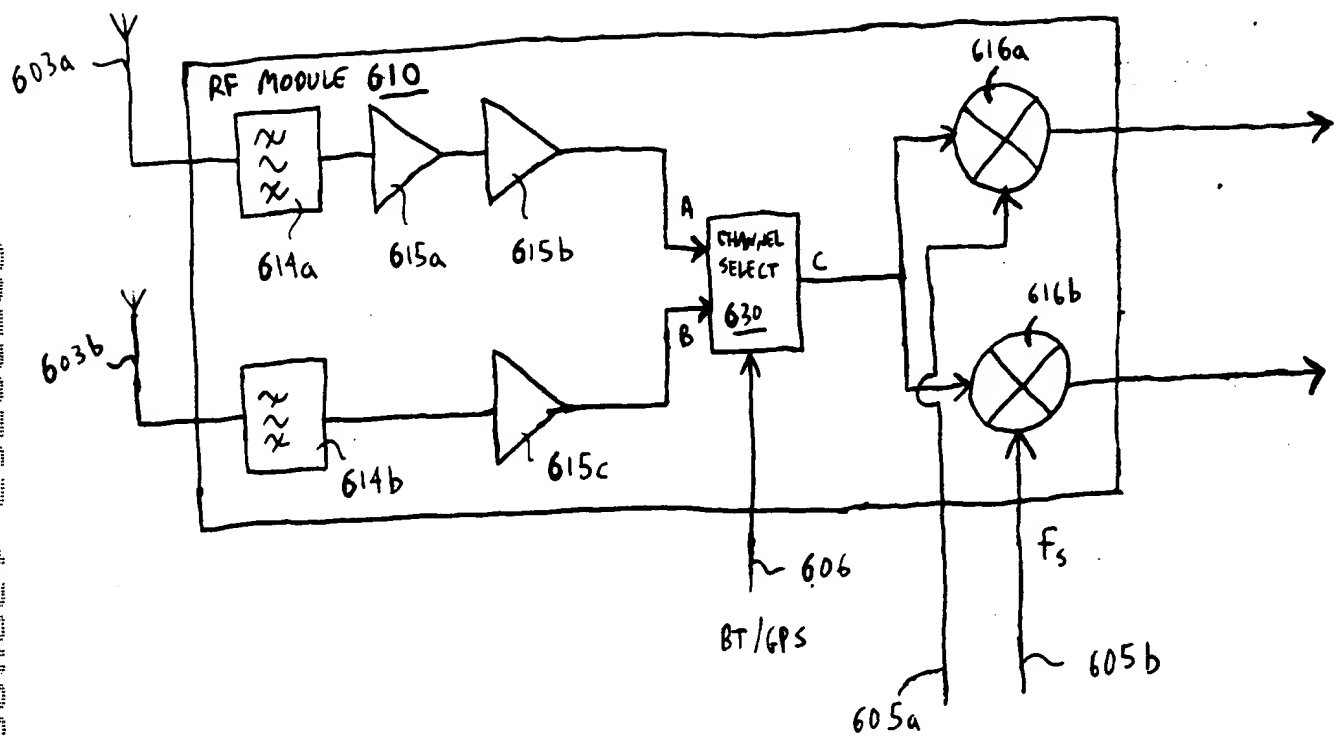 603a
RF MODULE 610
616a
614a
615a
615b
A
CHANNEL
SELECT
630
C
B
616b
603b
614b
615c
606
BT/GPS
fs
605a
605b